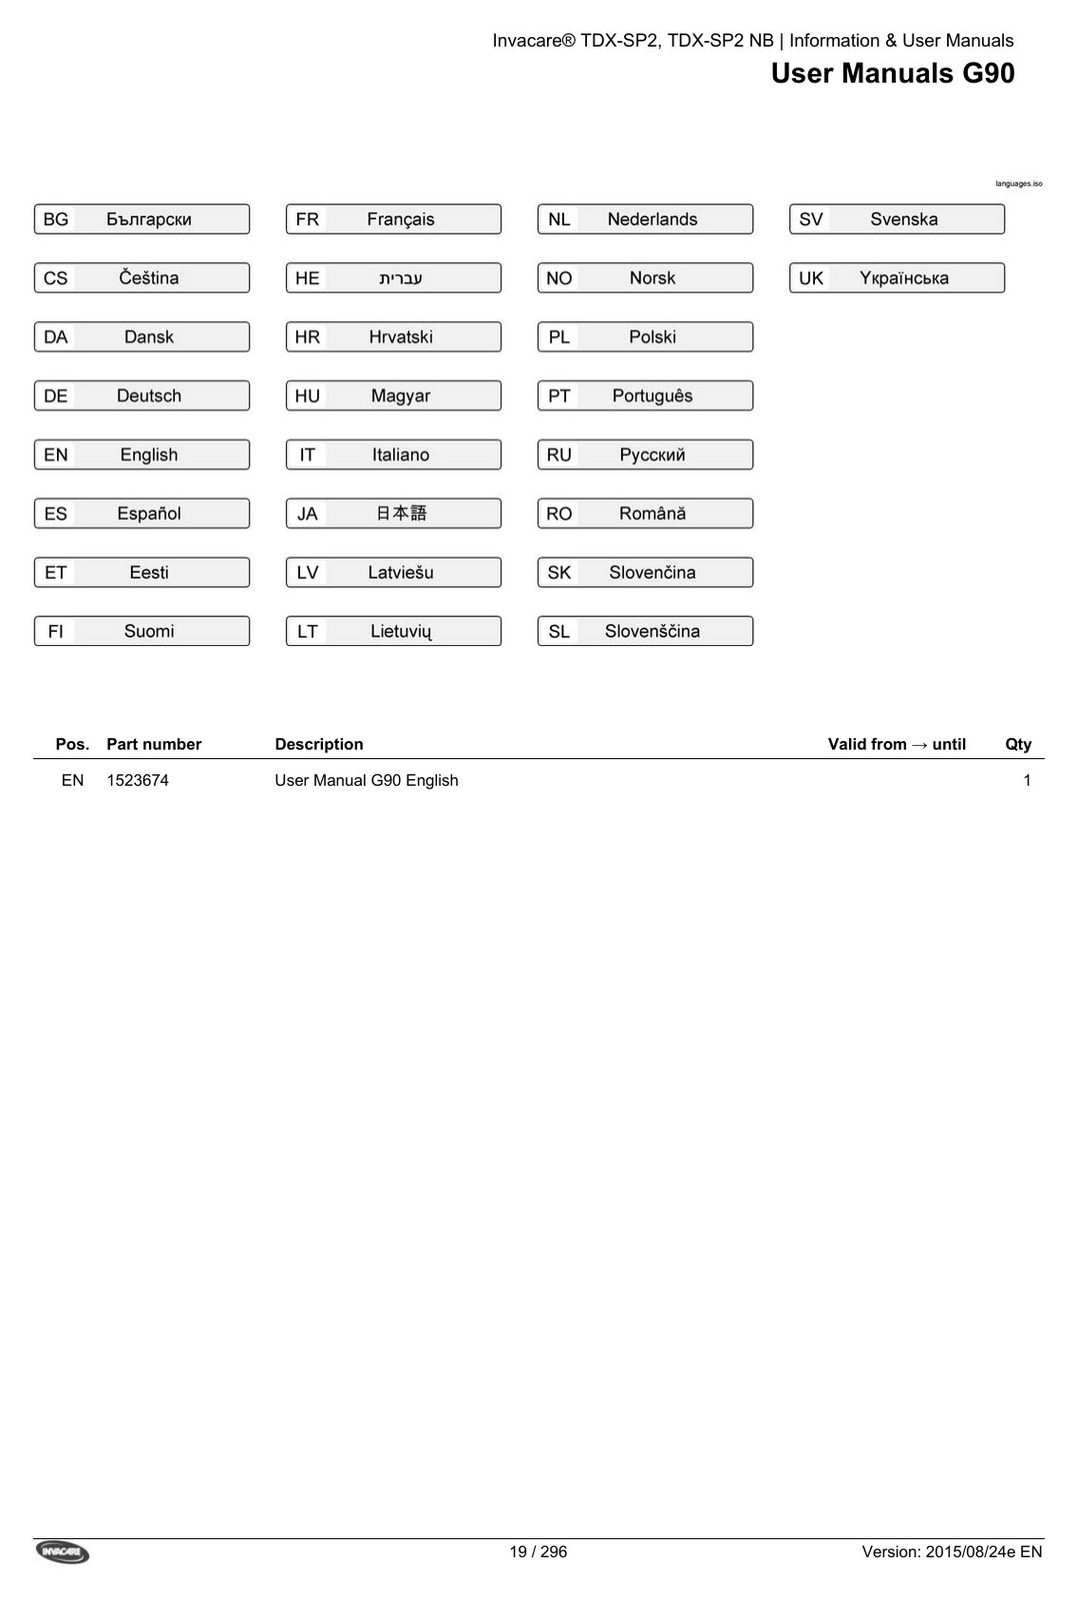 Invacare® TDX-SP2, TDX-SP2 NB | Information & User Manuals
User Manuals G90
languages.iso
BG Български FR Français NL Nederlands SV Svenska
CS Čeština HE עברית NO Norsk UK Українська
DA Dansk HR Hrvatski PL Polski
DE Deutsch HU Magyar PT Português
EN English IT Italiano RU Русский
ES Español JA 日本語 RO Română
ET Eesti LV Latviešu SK Slovenčina
FI Suomi LT Lietuvių SL Slovenščina
Pos. Part number Description Valid from → until Qty
EN 1523674 User Manual G90 English 1
INVACARE 19 / 296 Version: 2015/08/24e EN